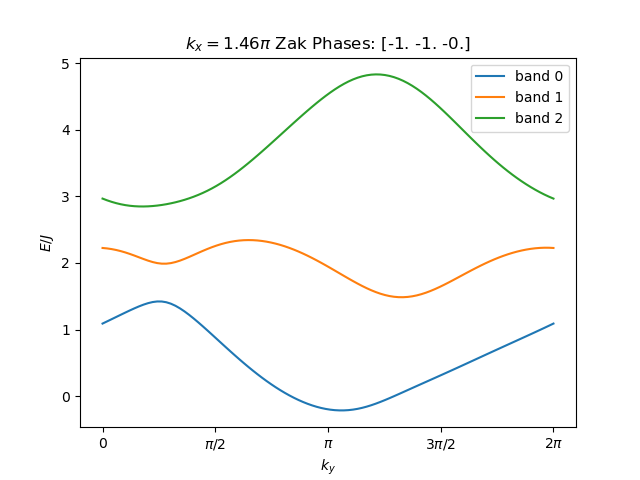 k_x = 1.46π Zak Phases: [-1. -1. -0.]
5
4
3
2
1
0
E/J
band 0
band 1
band 2
0
π/2
π
3π/2
2π
k_y